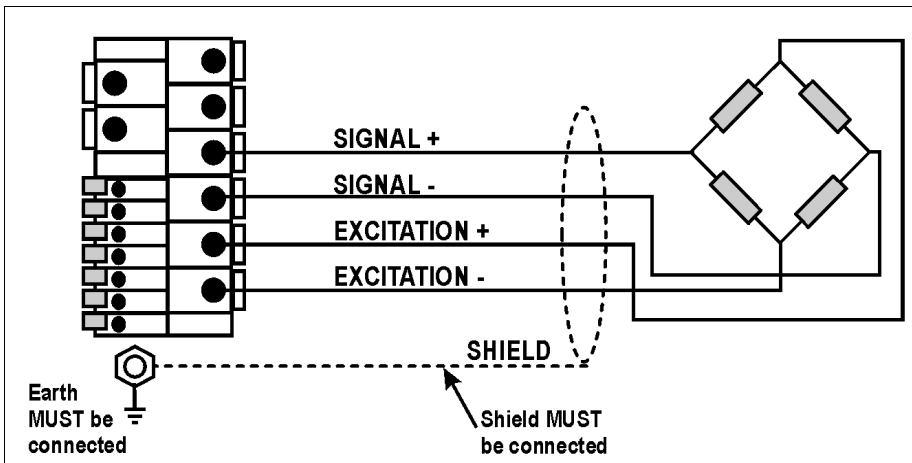 SIGNAL +
SIGNAL -
EXCITATION +
EXCITATION -
SHIELD
Earth
MUST be
connected
Shield MUST
be connected